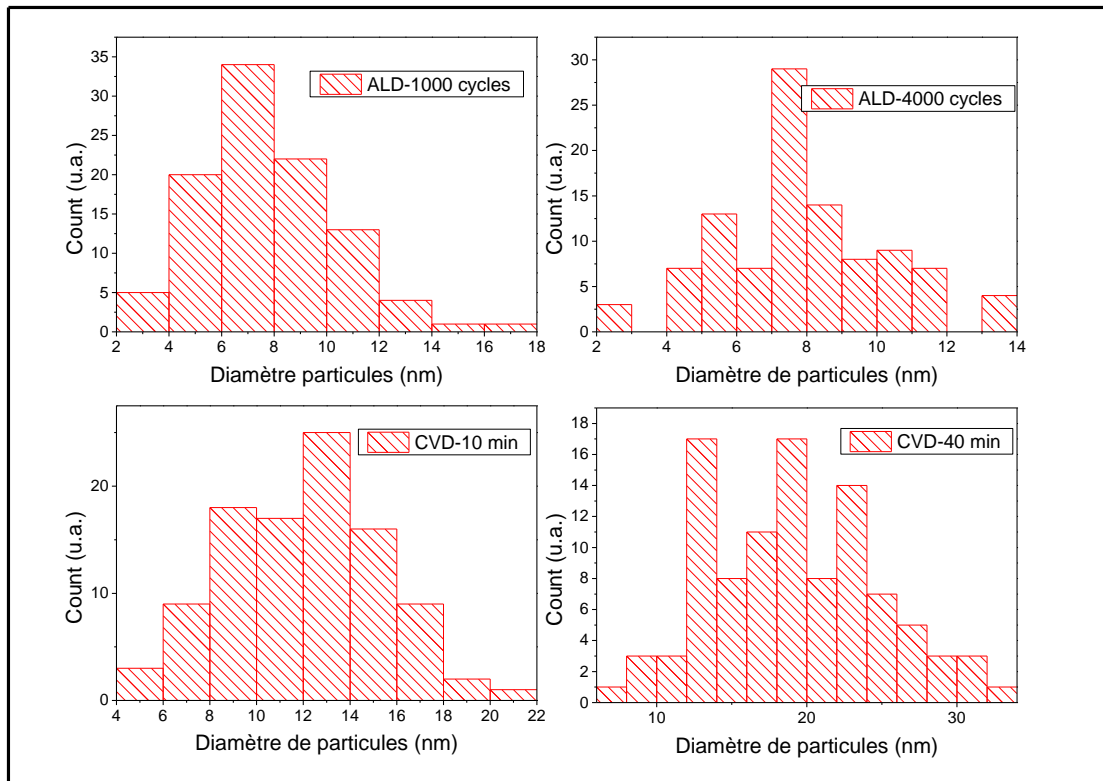 ALD-1000 cycles
Count (u.a.)
35
30
25
20
15
10
5
0
2 4 6 8 10 12 14 16 18
Diamètre particules (nm)
ALD-4000 cycles
Count (u.a.)
30
25
20
15
10
5
0
2 4 6 8 10 12 14
Diamètre de particules (nm)
CVD-10 min
Count (u.a.)
20
10
0
4 6 8 10 12 14 16 18 20 22
Diamètre de particules (nm)
CVD-40 min
Count (u.a.)
18
16
14
12
10
8
6
4
2
0
10 20 30
Diamètre de particules (nm)